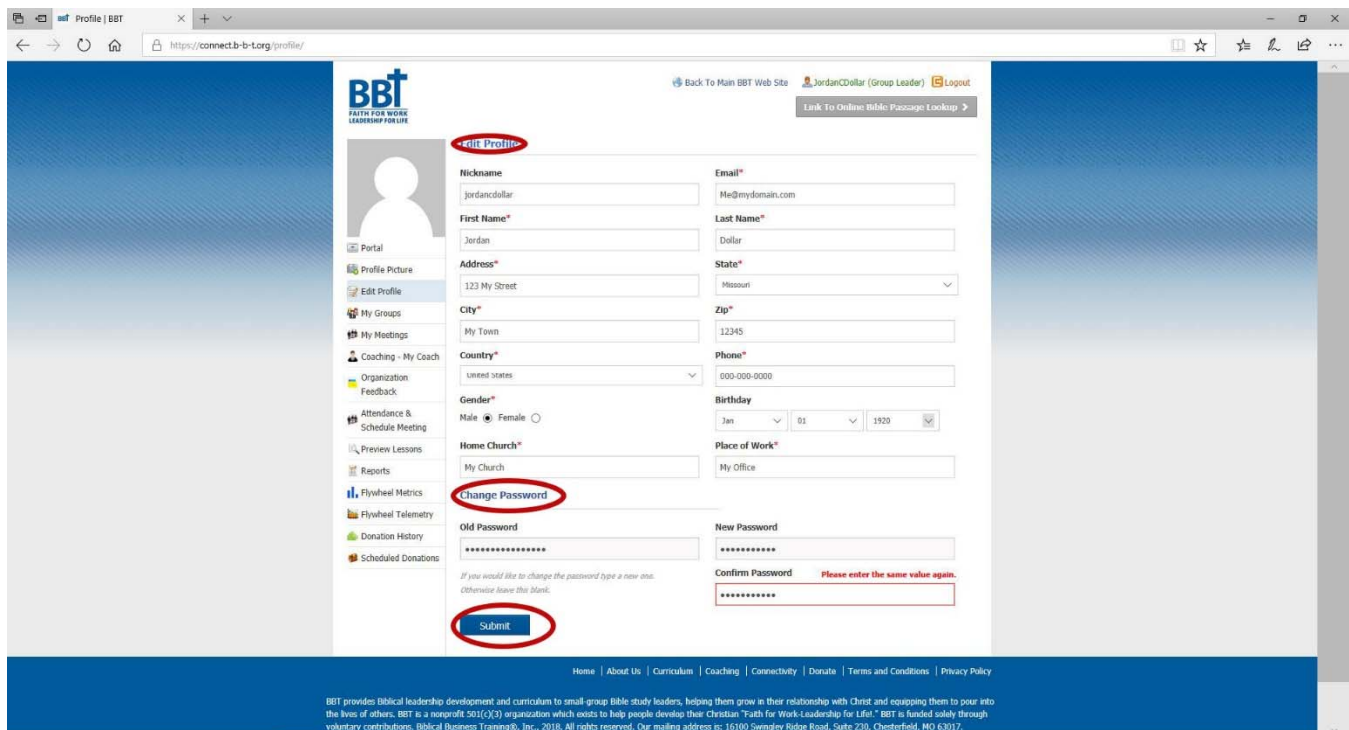 Profile | BBT
https://connect.b-b-t.org/profile/
BBT
FAITH FOR WORK
LEADERSHIP FOR LIFE
Back To Main BBT Web Site JordanCDollar (Group Leader) Logout
Link To Online Bible Passage Lookup
Edit Profile
Nickname Email*
jordancdollar Me@mydomain.com
First Name* Last Name*
Jordan Dollar
Address* State*
123 My Street Missouri
City* Zip*
My Town 12345
Country* Phone*
United States 000-000-0000
Gender* Birthday
Male Female Jan 01 1920
Home Church* Place of Work*
My Church My Office
Change Password
Old Password New Password
•••••••••••••••• •••••••••••
If you would like to change the password type a new one.
Otherwise leave this blank.
Confirm Password Please enter the same value again.
•••••••••••
Submit
Portal
Profile Picture
Edit Profile
My Groups
My Meetings
Coaching - My Coach
Organization
Feedback
Attendance &
Schedule Meeting
Preview Lessons
Reports
Flywheel Metrics
Flywheel Telemetry
Donation History
Scheduled Donations
Home | About Us | Curriculum | Coaching | Connectivity | Donate | Terms and Conditions | Privacy Policy
BBT provides Biblical leadership development and curriculum to small-group Bible study leaders, helping them grow in their relationship with Christ and equipping them to pour into
the lives of others. BBT is a nonprofit 501(c)(3) organization which exists to help people develop their Christian "Faith for Work-Leadership for Life!." BBT is funded solely through
voluntary contributions. Biblical Business Training®, Inc., 2018. All rights reserved. Our mailing address is: 16100 Swingley Ridge Road, Suite 230, Chesterfield, MO 63017.